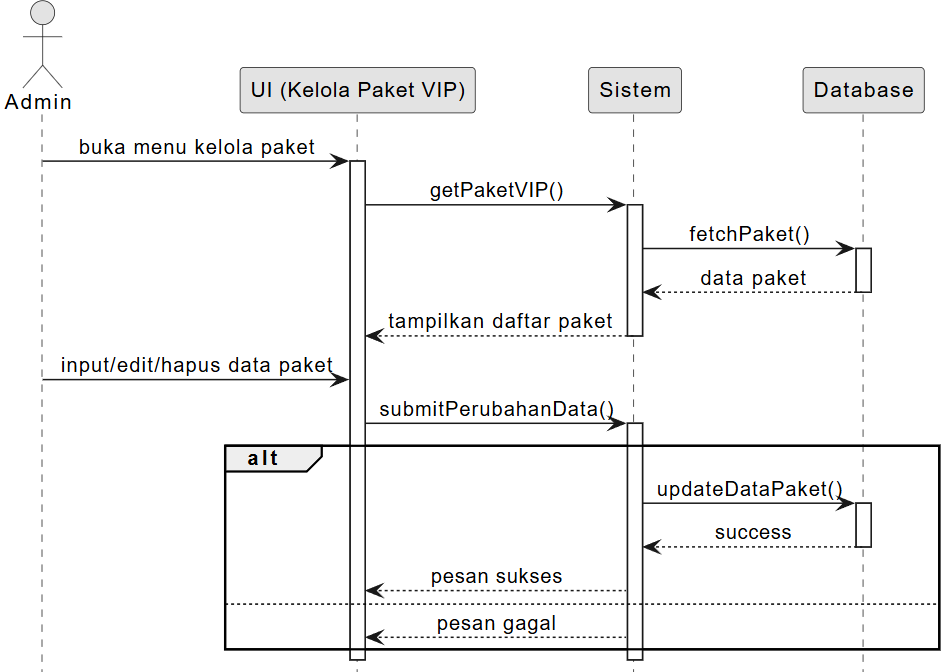 Admin
UI (Kelola Paket VIP)
Sistem
Database
buka menu kelola paket
getPaketVIP()
fetchPaket()
data paket
tampilkan daftar paket
input/edit/hapus data paket
submitPerubahanData()
alt
updateDataPaket()
success
pesan sukses
pesan gagal